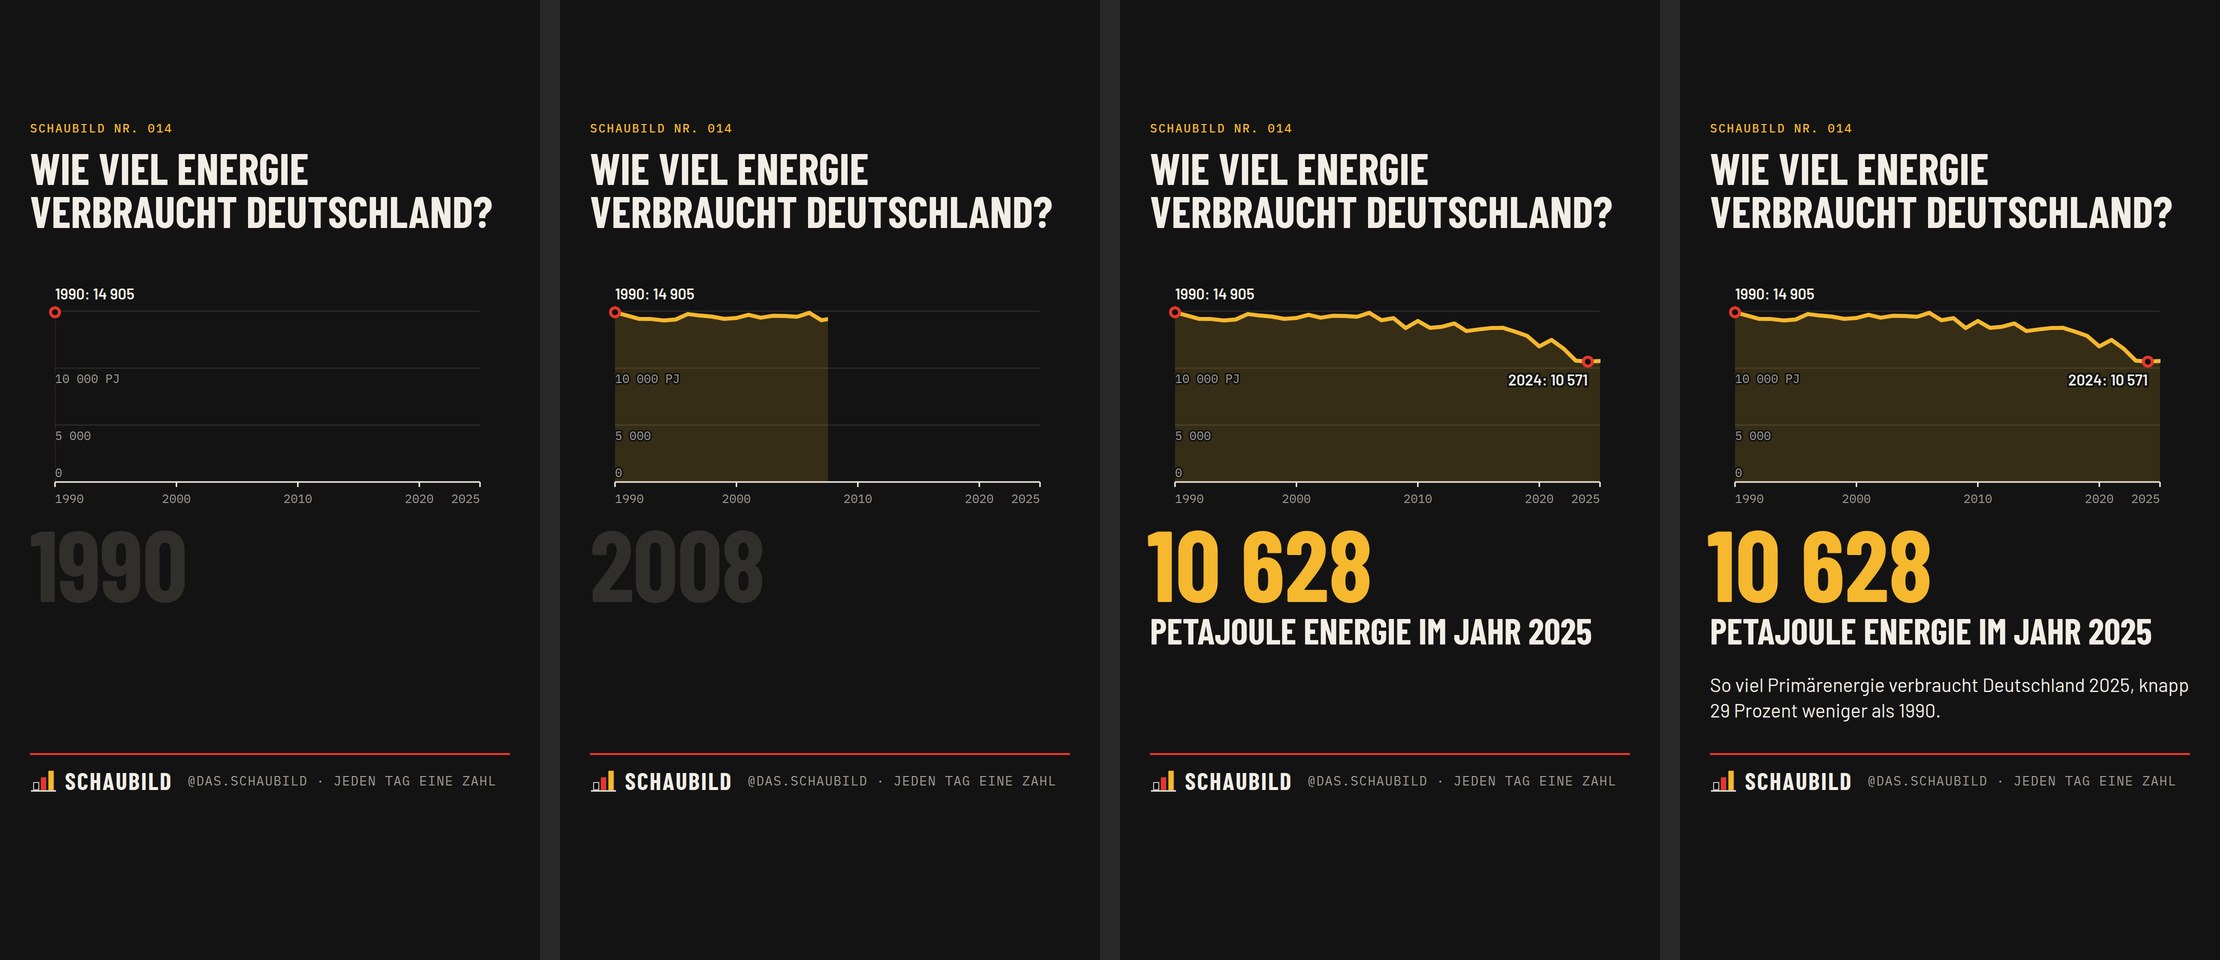 SCHAUBILD NR. 014
WIE VIEL ENERGIE
VERBRAUCHT DEUTSCHLAND?
1990: 14 905
10 000 PJ
5 000
0
1990 2000 2010 2020 2025
1990
SCHAUBILD @DAS.SCHAUBILD · JEDEN TAG EINE ZAHL
SCHAUBILD NR. 014
WIE VIEL ENERGIE
VERBRAUCHT DEUTSCHLAND?
1990: 14 905
10 000 PJ
5 000
0
1990 2000 2010 2020 2025
2008
SCHAUBILD @DAS.SCHAUBILD · JEDEN TAG EINE ZAHL
SCHAUBILD NR. 014
WIE VIEL ENERGIE
VERBRAUCHT DEUTSCHLAND?
1990: 14 905
10 000 PJ
2024: 10 571
5 000
0
1990 2000 2010 2020 2025
10 628
PETAJOULE ENERGIE IM JAHR 2025
SCHAUBILD @DAS.SCHAUBILD · JEDEN TAG EINE ZAHL
SCHAUBILD NR. 014
WIE VIEL ENERGIE
VERBRAUCHT DEUTSCHLAND?
1990: 14 905
10 000 PJ
2024: 10 571
5 000
0
1990 2000 2010 2020 2025
10 628
PETAJOULE ENERGIE IM JAHR 2025
So viel Primärenergie verbraucht Deutschland 2025, knapp
29 Prozent weniger als 1990.
SCHAUBILD @DAS.SCHAUBILD · JEDEN TAG EINE ZAHL